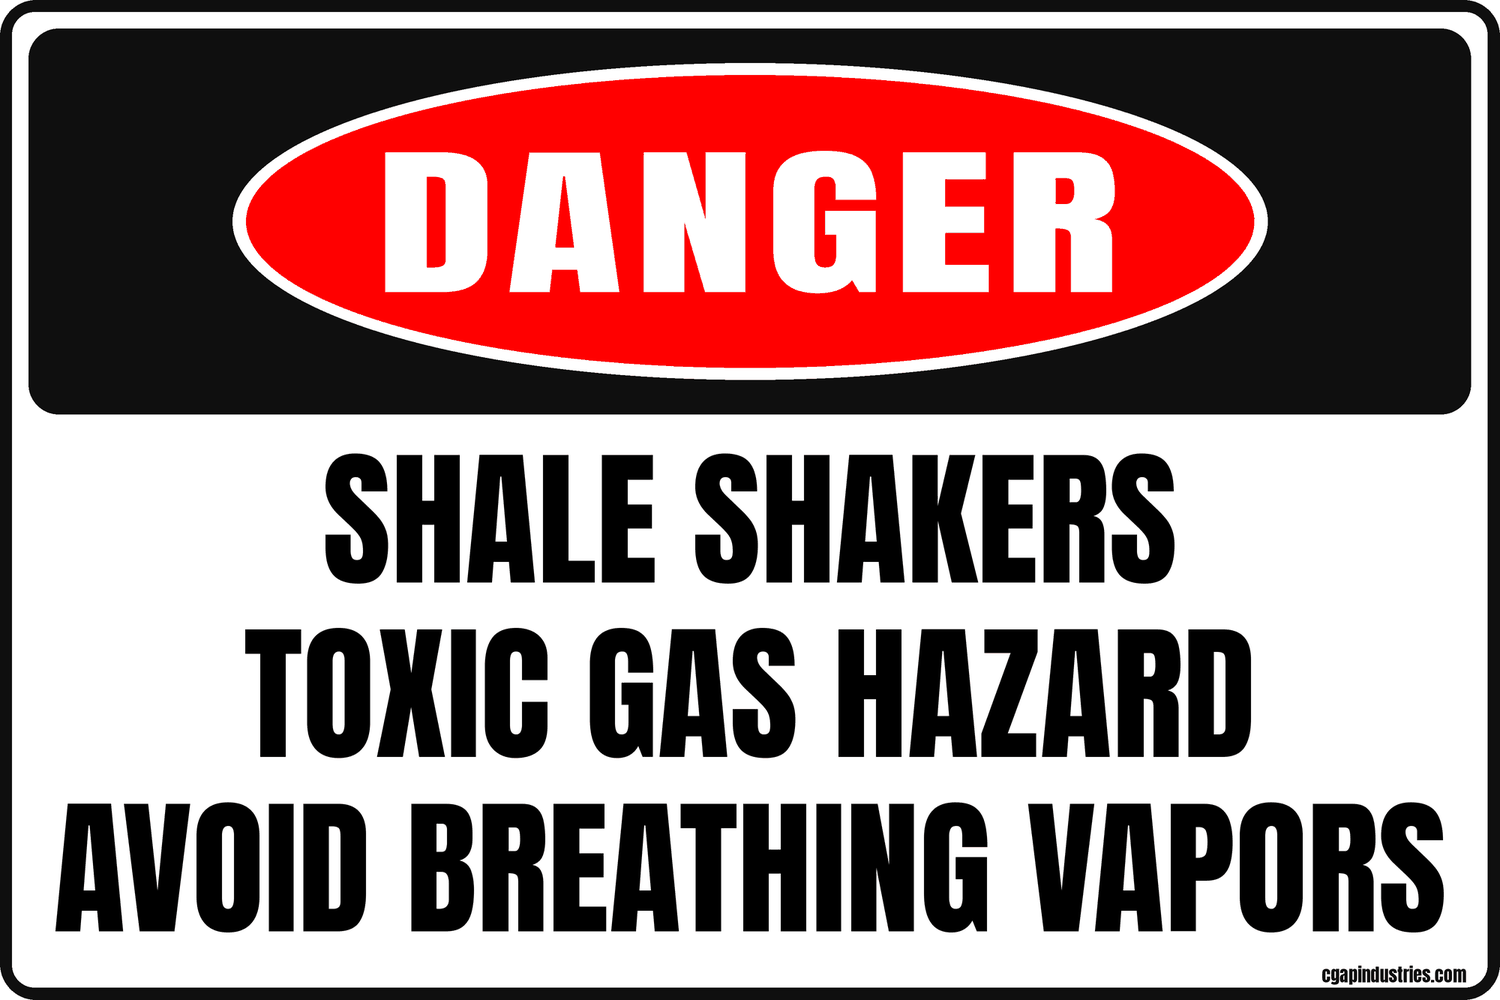 DANGER
SHALE SHAKERS
TOXIC GAS HAZARD
AVOID BREATHING VAPORS
cgapindustries.com